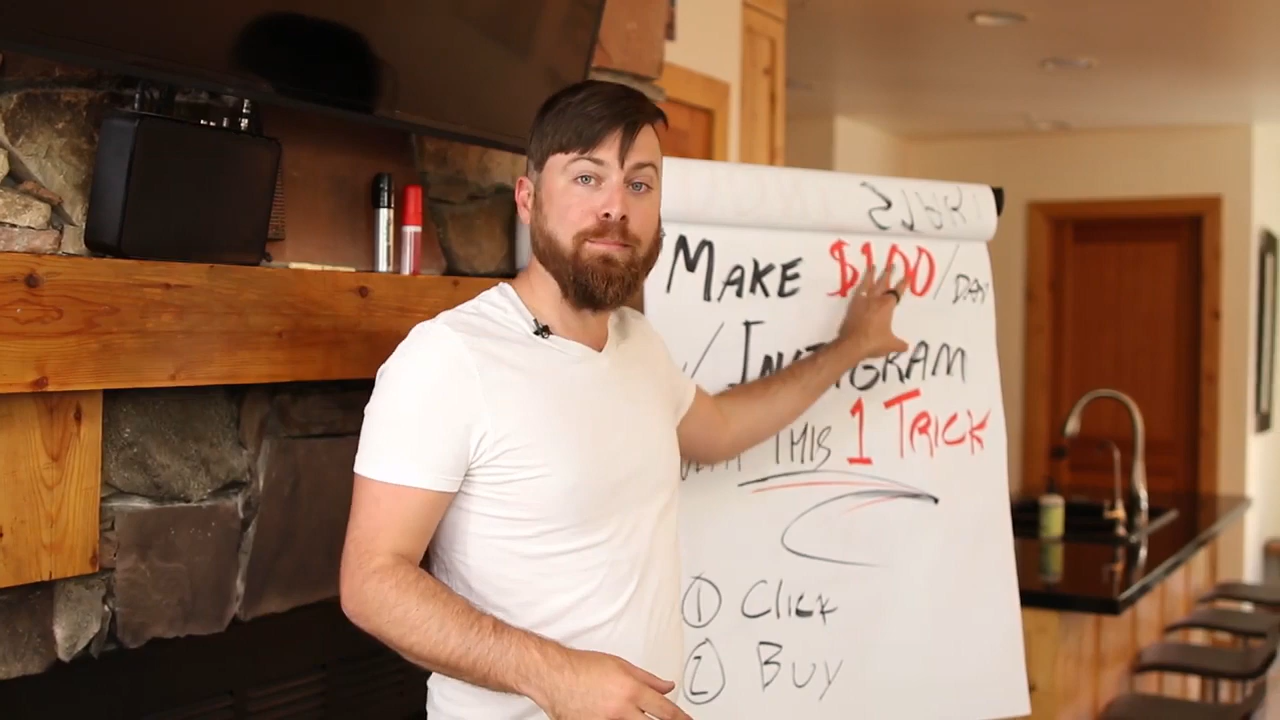 MAKE $100/DAY
INSTAGRAM
THIS 1 TRICK
① Click
② Buy